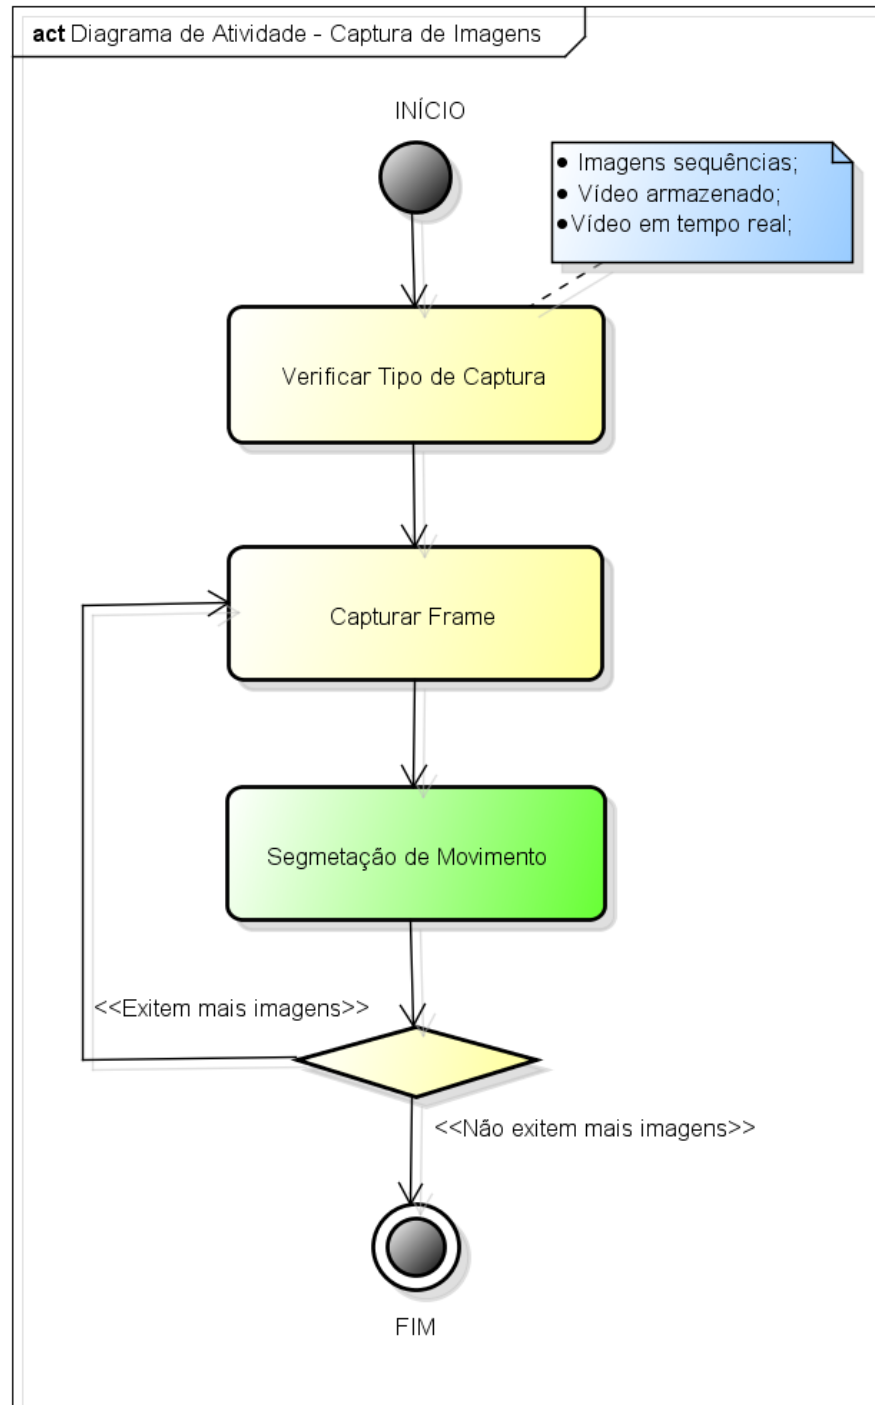 act Diagrama de Atividade - Captura de Imagens
INÍCIO
● Imagens sequências;
● Vídeo armazenado;
● Vídeo em tempo real;
Verificar Tipo de Captura
Capturar Frame
Segmetação de Movimento
<<Exitem mais imagens>>
<<Não exitem mais imagens>>
FIM